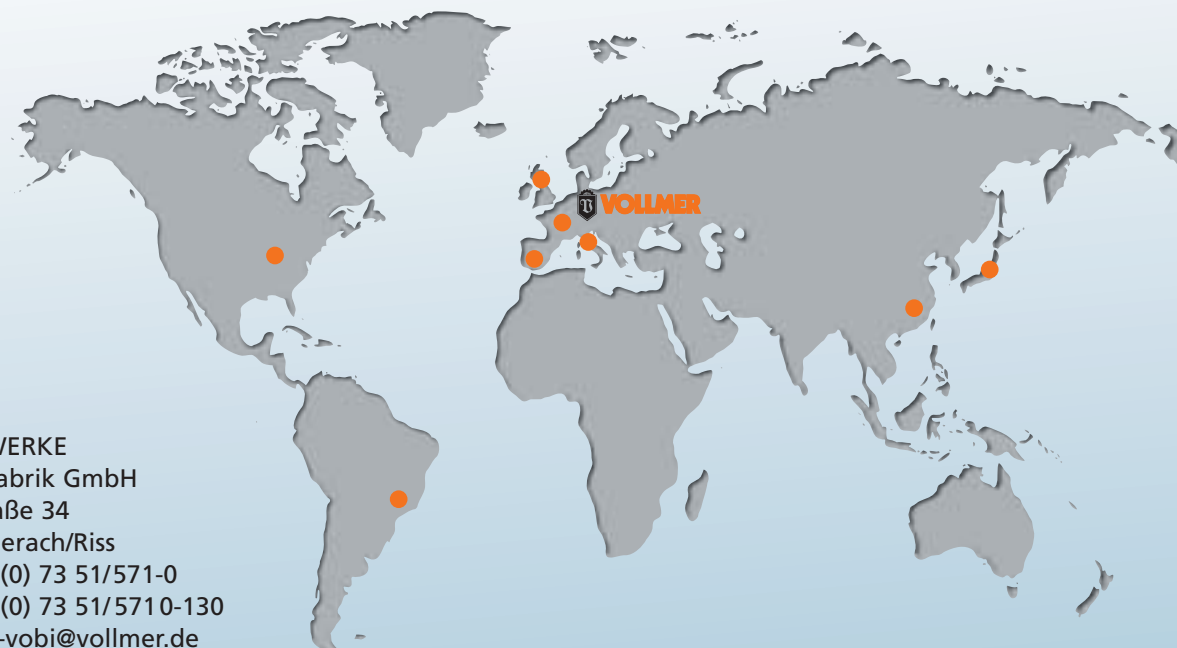 VOLLMER
WERKE
abrik GmbH
aße 34
erach/Riss
(0) 73 51/571-0
(0) 73 51/5710-130
-vobi@vollmer.de